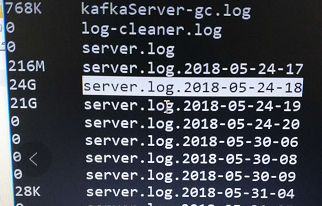 768K kafkaServer-gc.log
0 log-cleaner.log
0 server.log
216M server.log.2018-05-24-17
24G server.log.2018-05-24-18
21G server.log.2018-05-24-19
0 server.log.2018-05-24-20
0 server.log.2018-05-30-06
0 server.log.2018-05-30-08
0 server.log.2018-05-30-09
28K server.log.2018-05-31-04